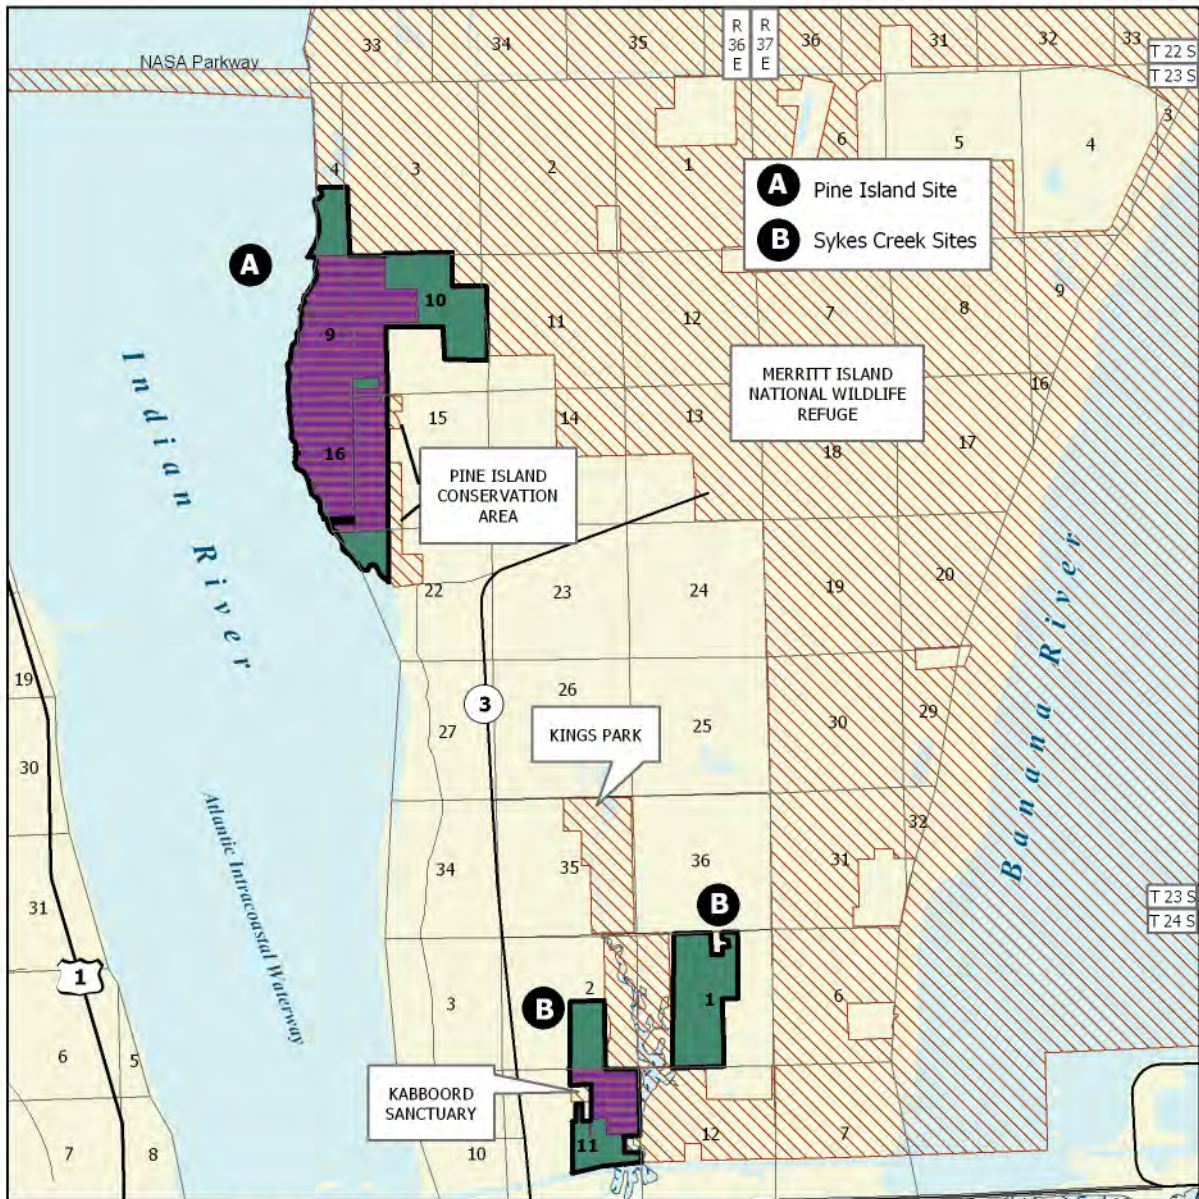 33
34
35
R
36
E
R
37
E
36
31
32
33
T 22 S
T 23 S
NASA Parkway
4
3
2
1
6
5
4
3
A Pine Island Site
B Sykes Creek Sites
A
9
10
11
12
7
8
9
MERRITT ISLAND
NATIONAL WILDLIFE
REFUGE
16
15
14
13
18
17
16
PINE ISLAND
CONSERVATION
AREA
Indian River
22
23
24
19
20
Banana River
19
3
26
27
25
30
29
KINGS PARK
30
Atlantic Intracoastal Waterway
34
35
36
31
32
31
B
T 23 S
T 24 S
1
3
2
B
1
6
6
5
KABBOORD
SANCTUARY
7
8
10
11
12
7